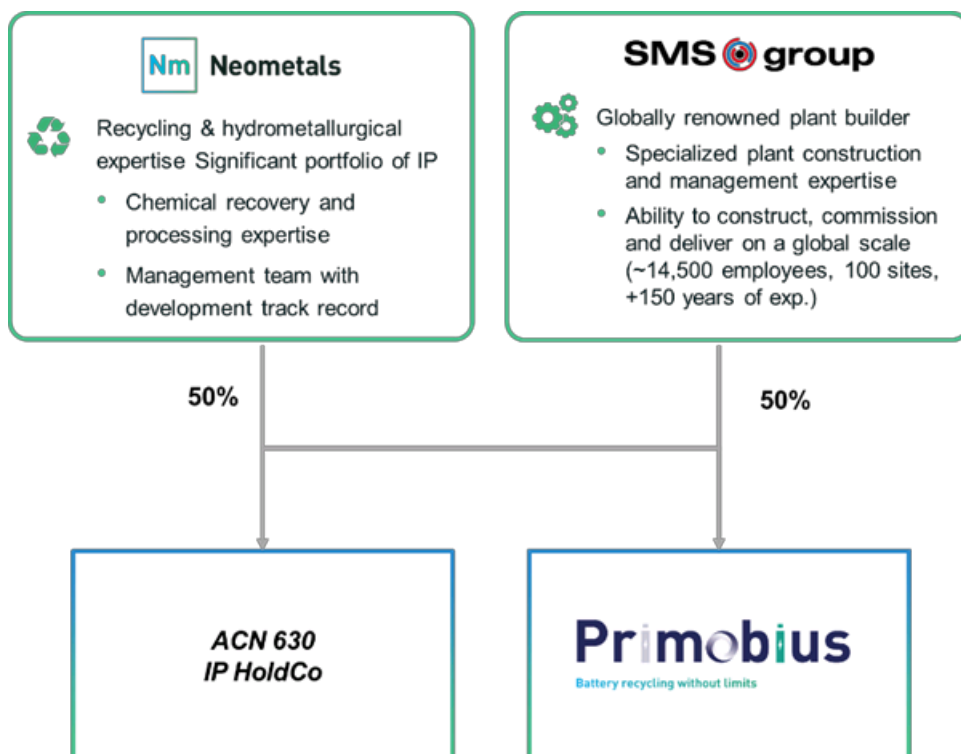 Nm Neometals
Recycling & hydrometallurgical
expertise Significant portfolio of IP
• Chemical recovery and
processing expertise
• Management team with
development track record
SMS group
Globally renowned plant builder
• Specialized plant construction
and management expertise
• Ability to construct, commission
and deliver on a global scale
(~14,500 employees, 100 sites,
+150 years of exp.)
50%
50%
ACN 630
IP HoldCo
Primobius
Battery recycling without limits